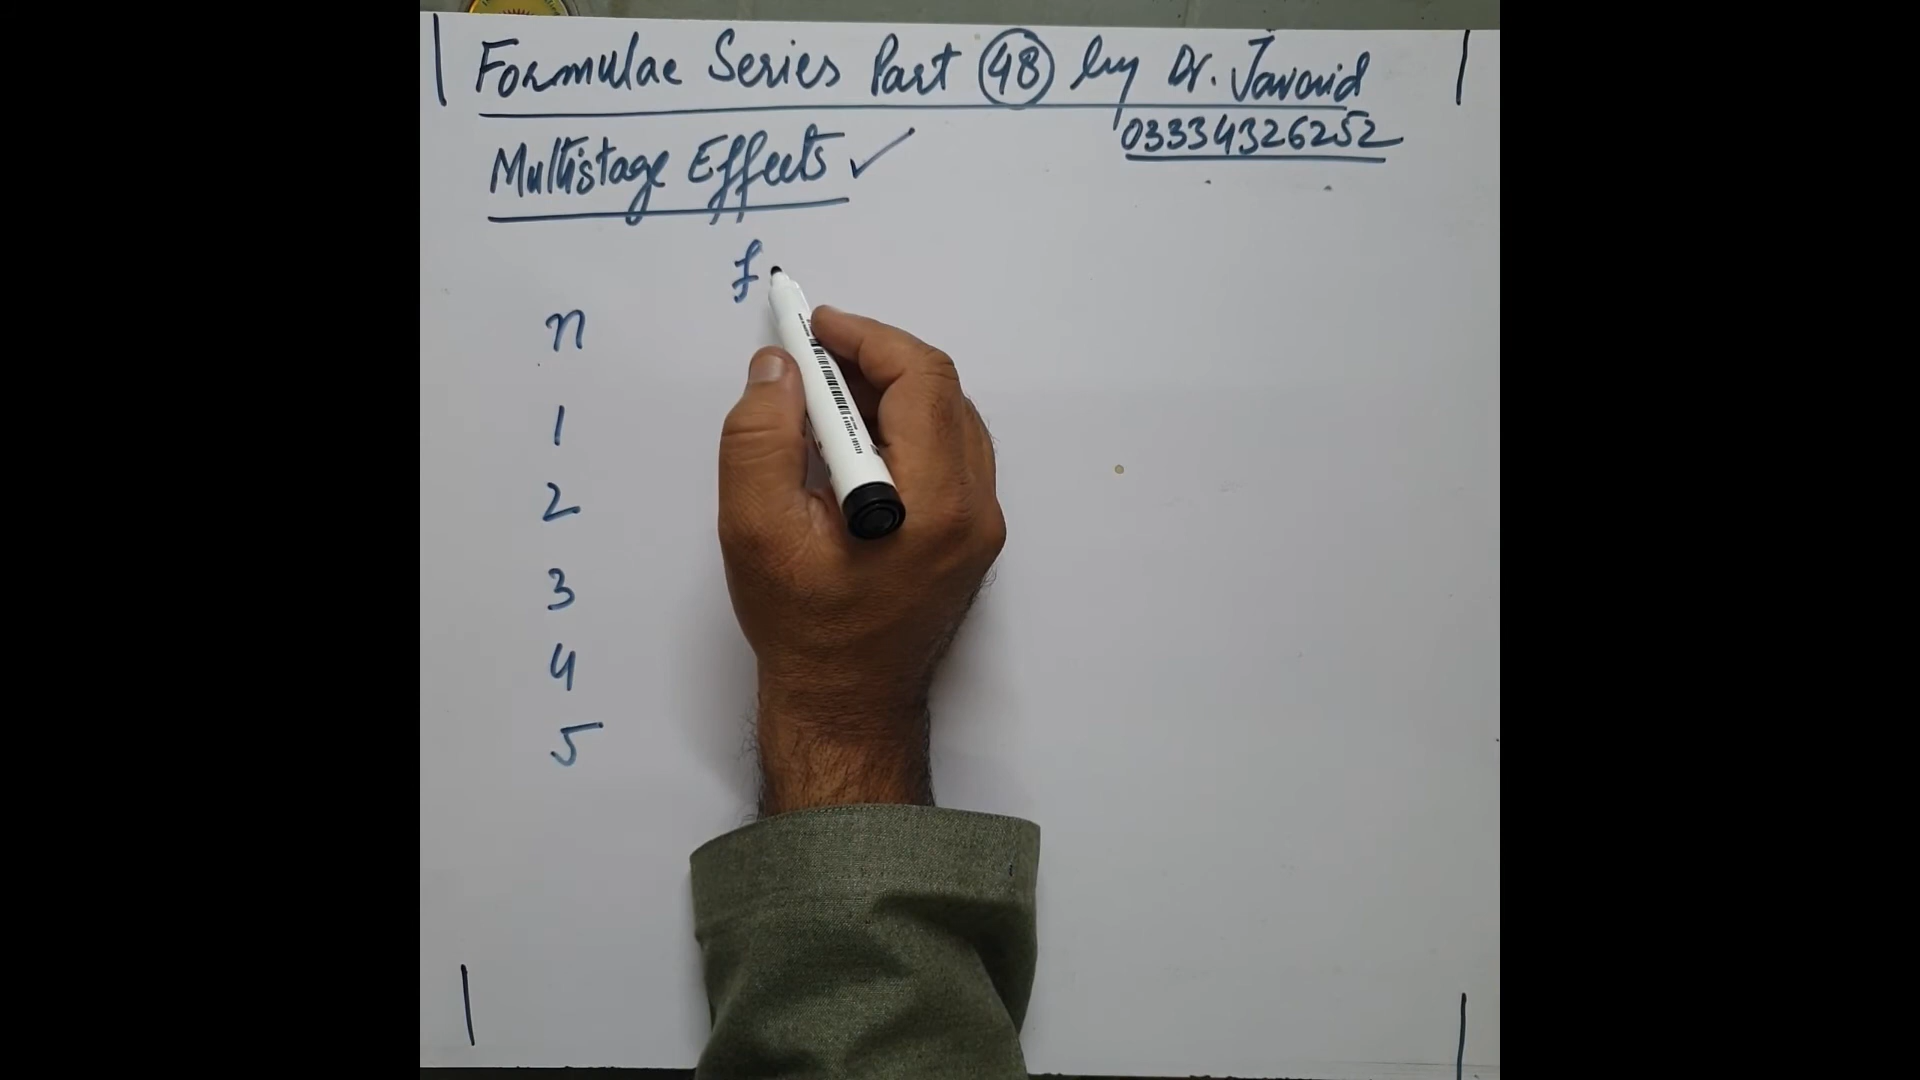 Formulae Series Part 48 by Dr. Javaid
03334326252
Multistage Effects ✓
f
n
1
2
3
4
5